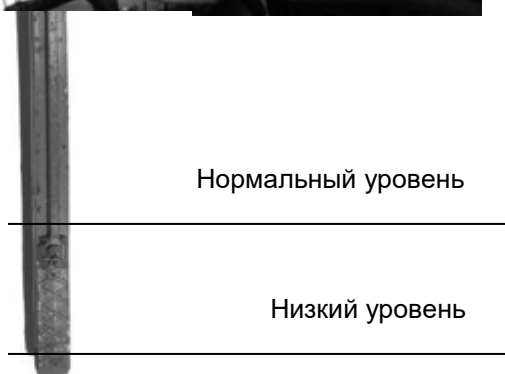 Нормальный уровень
Низкий уровень